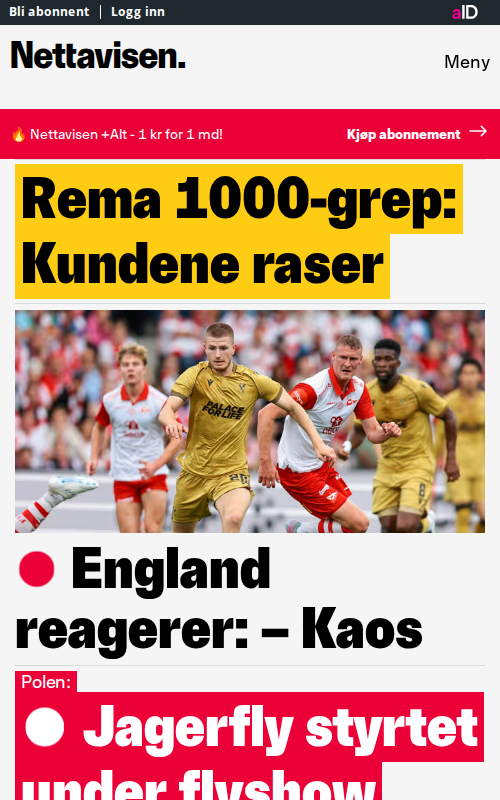 Bli abonnent
Logg inn
aID
Nettavisen.
Meny
Nettavisen +Alt - 1 kr for 1 md!
Kjøp abonnement
Rema 1000-grep:
Kundene raser
PALACE
FOR LIFE
England
reagerer: – Kaos
Polen:
Jagerfly styrtet
under flyshow